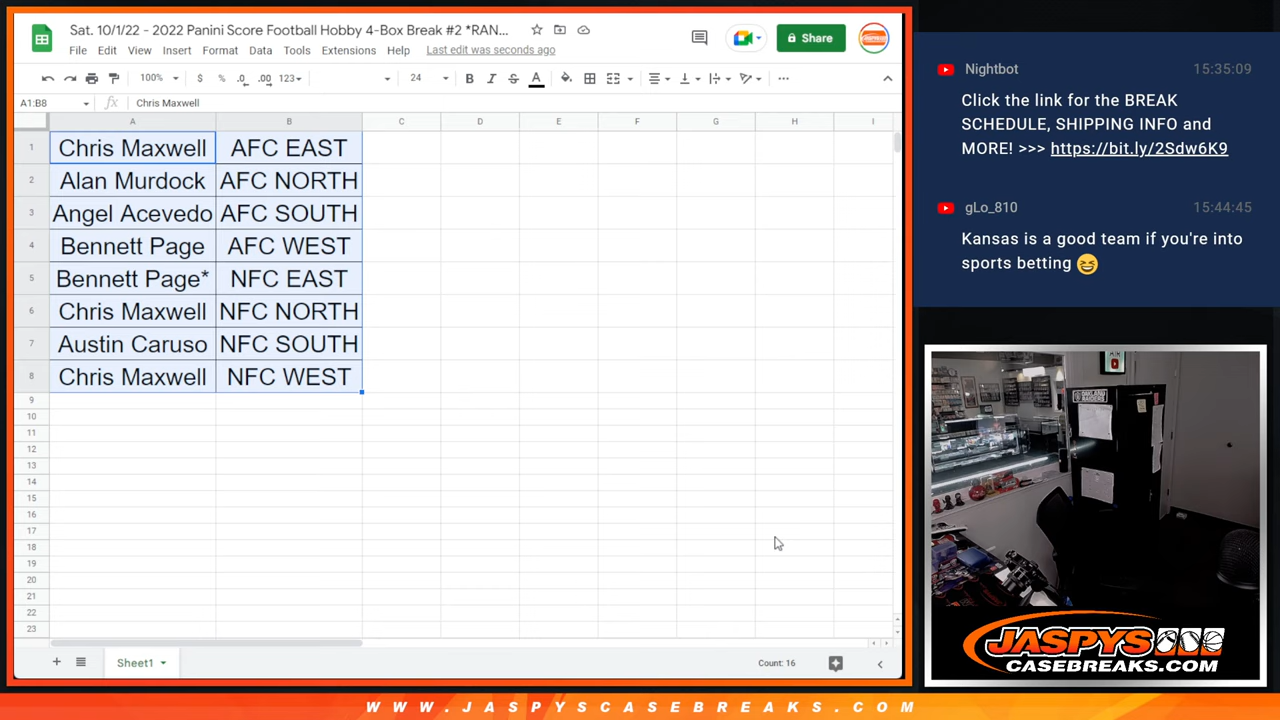 Sat. 10/1/22 - 2022 Panini Score Football Hobby 4-Box Break #2 *RAN...
File Edit View Insert Format Data Tools Extensions Help Last edit was seconds ago
Share
100% $ % .0 .00 123 24 B I S A
A1:B8 fx Chris Maxwell
A B C D E F G H I
1 Chris Maxwell AFC EAST
2 Alan Murdock AFC NORTH
3 Angel Acevedo AFC SOUTH
4 Bennett Page AFC WEST
5 Bennett Page* NFC EAST
6 Chris Maxwell NFC NORTH
7 Austin Caruso NFC SOUTH
8 Chris Maxwell NFC WEST
9
10
11
12
13
14
15
16
17
18
19
20
21
22
23
Sheet1
Count: 16
Nightbot 15:35:09
Click the link for the BREAK
SCHEDULE, SHIPPING INFO and
MORE! >>> https://bit.ly/2Sdw6K9
gLo_810 15:44:45
Kansas is a good team if you're into
sports betting 😆
OAKLAND
RAIDERS
JASPYS
CASEBREAKS.COM
WWW.JASPYSCASEBREAKS.COM